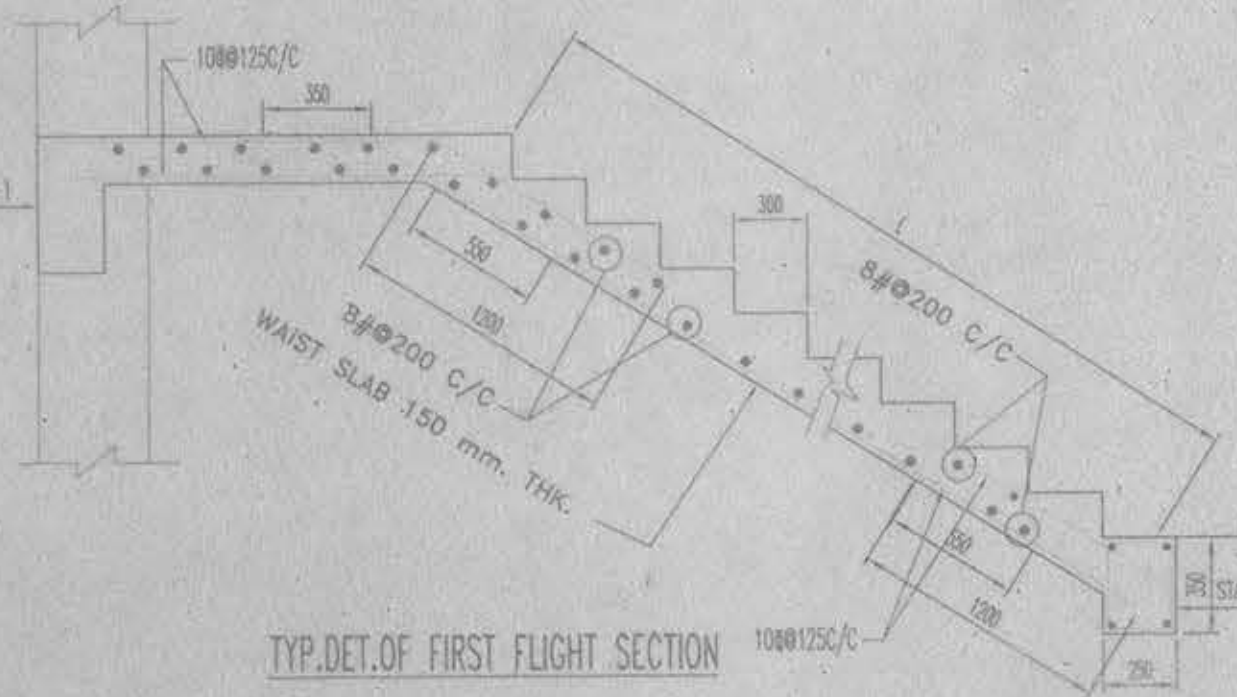 10#@125C/C
350
1
300
ℓ
8#@200 C/C
550
1200
8#@200 C/C
WAIST SLAB 150 mm. THK.
550
1200
10#@125C/C
250
TYP.DET.OF FIRST FLIGHT SECTION